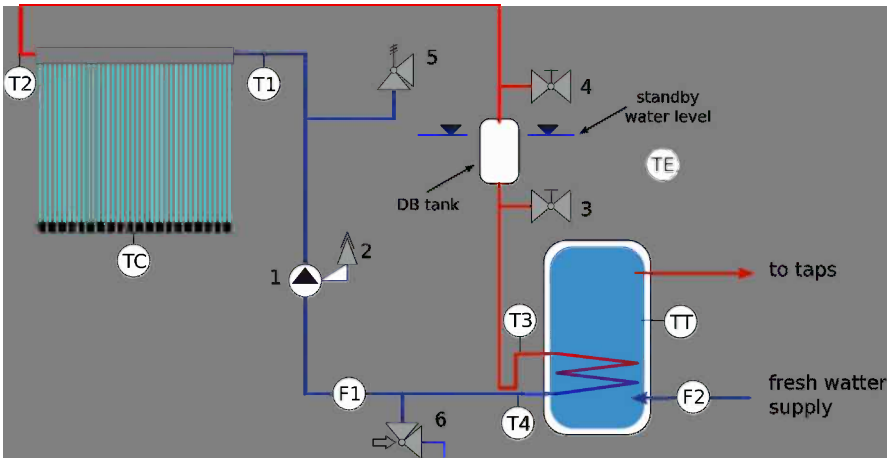 T2
T1
5
4
standby
water level
TE
DB tank
3
TC
1
2
to taps
T3
TT
F1
6
T4
F2
fresh watter
supply